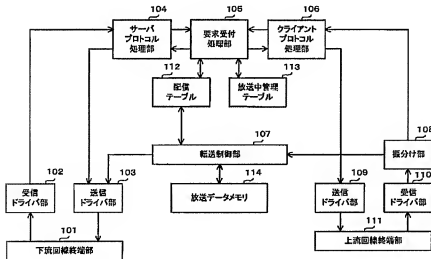 104
105
106
サーバ
プロトコル
処理部
要求受付
処理部
クライアント
プロトコル
処理部
112
113
配信
テーブル
放送中管理
テーブル
107
108
転送制御部
振分け部
102
103
114
109
110
受信
ドライバ部
送信
ドライバ部
放送データメモリ
送信
ドライバ部
受信
ドライバ部
101
111
下流回線終端部
上流回線終端部